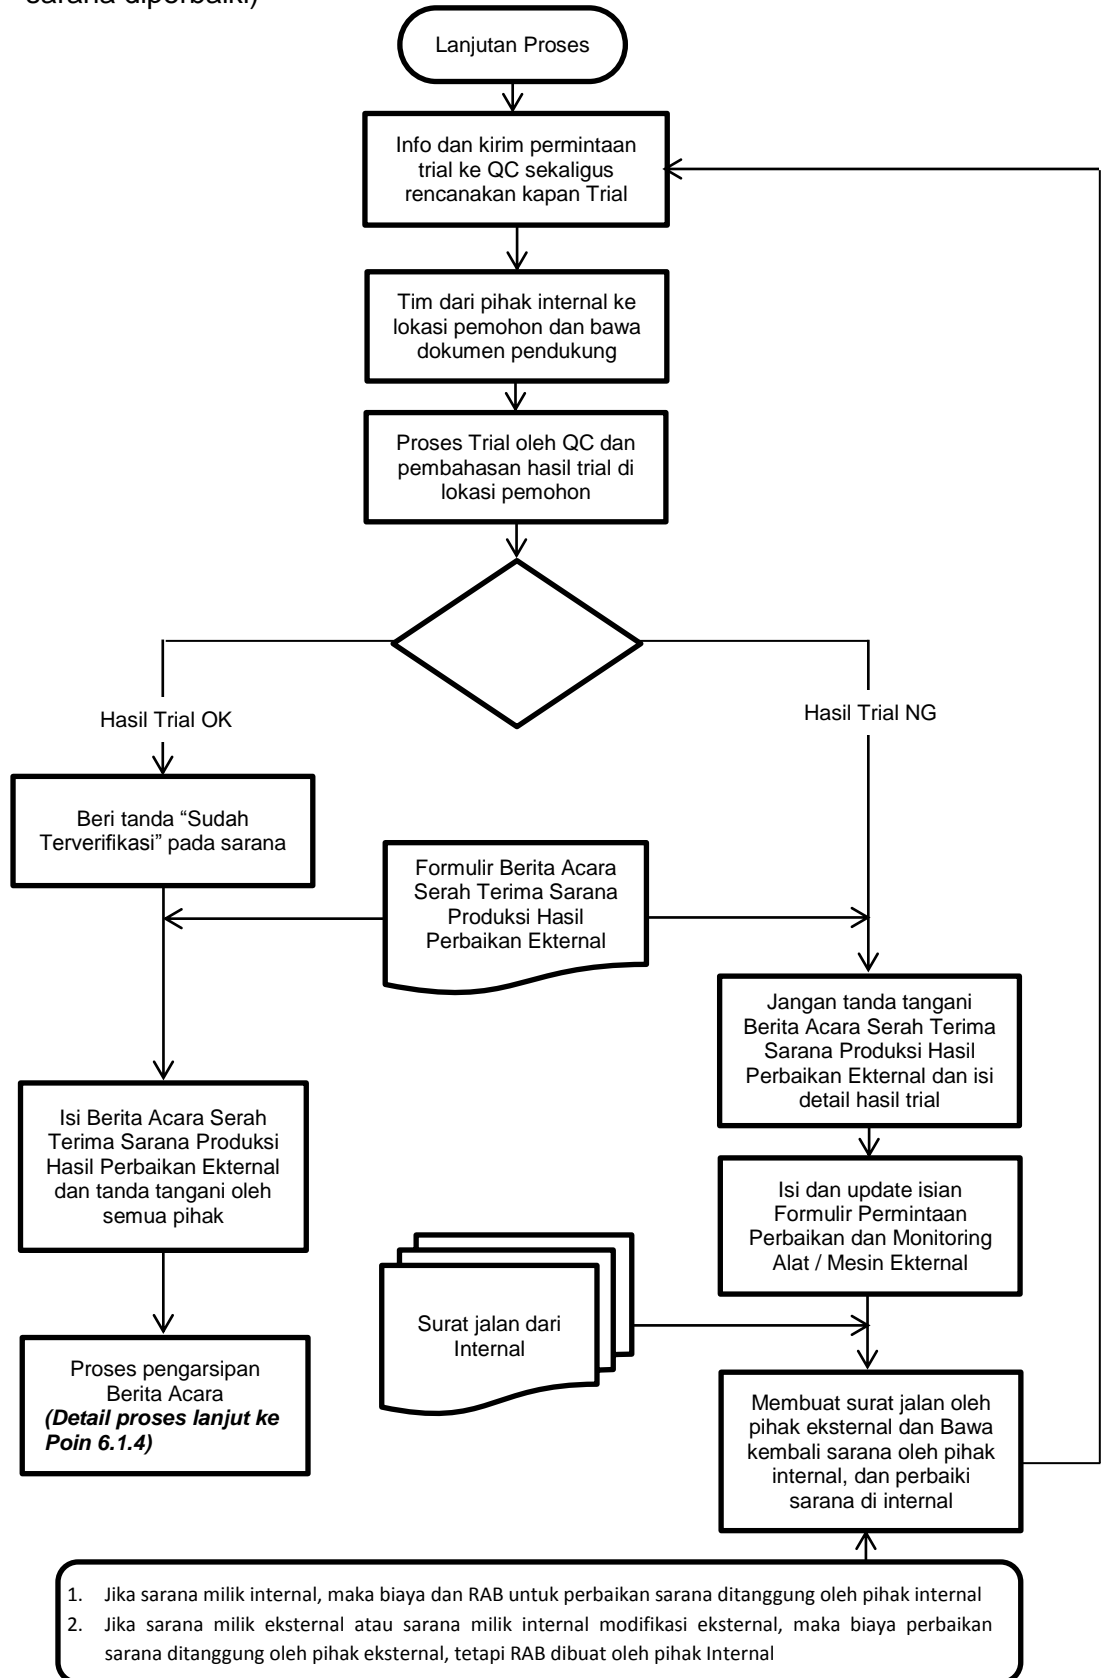 sarana diperbaiki)
Lanjutan Proses
Info dan kirim permintaan
trial ke QC sekaligus
rencanakan kapan Trial
Tim dari pihak internal ke
lokasi pemohon dan bawa
dokumen pendukung
Proses Trial oleh QC dan
pembahasan hasil trial di
lokasi pemohon
Hasil Trial OK
Hasil Trial NG
Beri tanda “Sudah
Terverifikasi” pada sarana
Formulir Berita Acara
Serah Terima Sarana
Produksi Hasil
Perbaikan Ekternal
Jangan tanda tangani
Berita Acara Serah Terima
Sarana Produksi Hasil
Perbaikan Ekternal dan isi
detail hasil trial
Isi Berita Acara Serah
Terima Sarana Produksi
Hasil Perbaikan Ekternal
dan tanda tangani oleh
semua pihak
Isi dan update isian
Formulir Permintaan
Perbaikan dan Monitoring
Alat / Mesin Ekternal
Surat jalan dari
Internal
Proses pengarsipan
Berita Acara
(Detail proses lanjut ke
Poin 6.1.4)
Membuat surat jalan oleh
pihak eksternal dan Bawa
kembali sarana oleh pihak
internal, dan perbaiki
sarana di internal
1. Jika sarana milik internal, maka biaya dan RAB untuk perbaikan sarana ditanggung oleh pihak internal
2. Jika sarana milik eksternal atau sarana milik internal modifikasi eksternal, maka biaya perbaikan
sarana ditanggung oleh pihak eksternal, tetapi RAB dibuat oleh pihak Internal